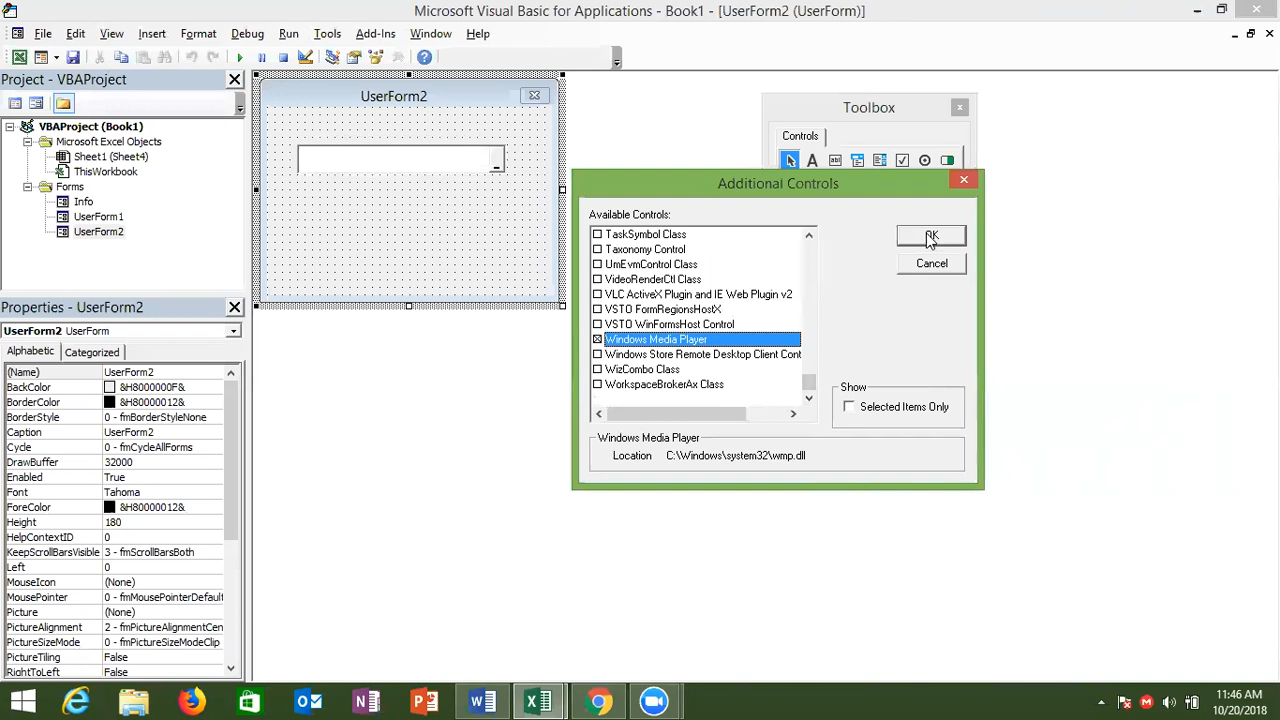 Microsoft Visual Basic for Applications - Book1 - [UserForm2 (UserForm)]
File Edit View Insert Format Debug Run Tools Add-Ins Window Help
Project - VBAProject
VBAProject (Book1)
Microsoft Excel Objects
Sheet1 (Sheet4)
ThisWorkbook
Forms
Info
UserForm1
UserForm2
Properties - UserForm2
UserForm2 UserForm
Alphabetic Categorized
(Name) UserForm2
BackColor &H8000000F&
BorderColor &H80000012&
BorderStyle 0 - fmBorderStyleNone
Caption UserForm2
Cycle 0 - fmCycleAllForms
DrawBuffer 32000
Enabled True
Font Tahoma
ForeColor &H80000012&
Height 180
HelpContextID 0
KeepScrollBarsVisible 3 - fmScrollBarsBoth
Left 0
MouseIcon (None)
MousePointer 0 - fmMousePointerDefault
Picture (None)
PictureAlignment 2 - fmPictureAlignmentCen
PictureSizeMode 0 - fmPictureSizeModeClip
PictureTiling False
RightToLeft False
UserForm2
Toolbox
Controls
A
Additional Controls
Available Controls:
TaskSymbol Class
Taxonomy Control
UmEvmControl Class
VideoRenderCtl Class
VLC ActiveX Plugin and IE Web Plugin v2
VSTO FormRegionsHostX
VSTO WinFormsHost Control
Windows Media Player
Windows Store Remote Desktop Client Cont
WizCombo Class
WorkspaceBrokerAx Class
OK
Cancel
Show
Selected Items Only
Windows Media Player
Location C:\Windows\system32\wmp.dll
11:46 AM
10/20/2018